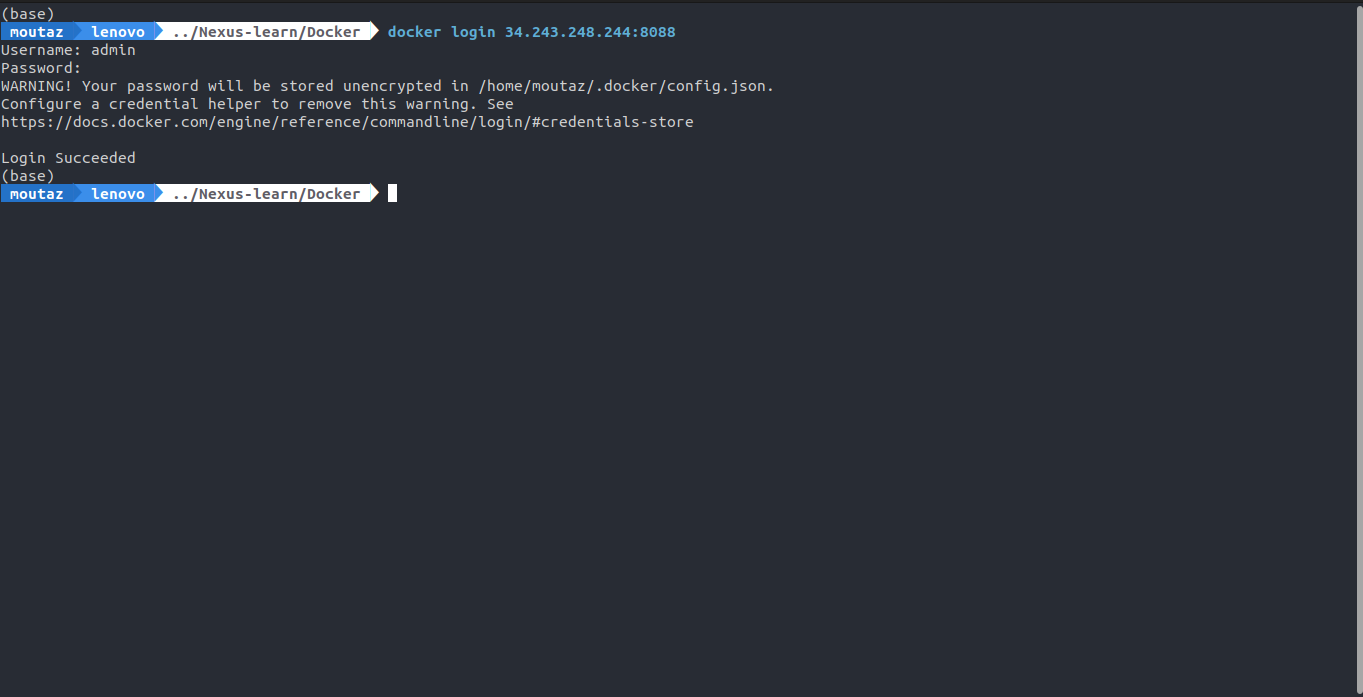 (base)
moutaz lenovo ../Nexus-learn/Docker docker login 34.243.248.244:8088
Username: admin
Password:
WARNING! Your password will be stored unencrypted in /home/moutaz/.docker/config.json.
Configure a credential helper to remove this warning. See
https://docs.docker.com/engine/reference/commandline/login/#credentials-store
Login Succeeded
(base)
moutaz lenovo ../Nexus-learn/Docker